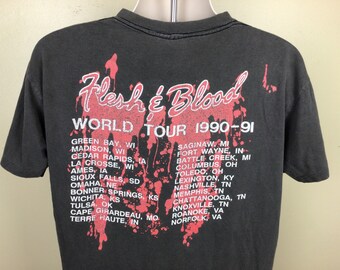 Flesh & Blood
WORLD TOUR 1990-91
GREEN BAY, WI
MADISON, WI
CEDAR RAPIDS, IA
LA CROSSE, WI
AMES, IA
SIOUX FALLS, SD
OMAHA, NE
BONNER SPRINGS, KS
WICHITA, KS
TULSA, OK
CAPE GIRARDEAU, MO
TERRE HAUTE, IN
SAGINAW, MI
FORT WAYNE, IN
BATTLE CREEK, MI
COLUMBUS, OH
TOLEDO, OH
LEXINGTON, KY
NASHVILLE, TN
MEMPHIS, TN
CHATTANOOGA, TN
KNOXVILLE, TN
ROANOKE, VA
NORFOLK, VA